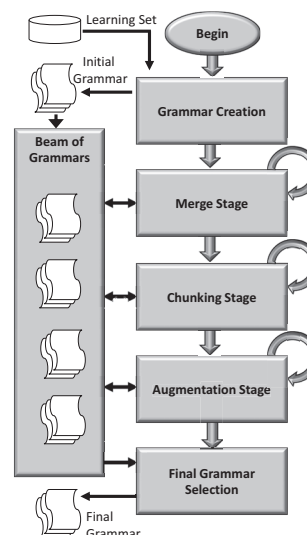 Learning Set
Begin
Initial
Grammar
Grammar Creation
Beam of
Grammars
Merge Stage
Chunking Stage
Augmentation Stage
Final Grammar
Selection
Final
Grammar